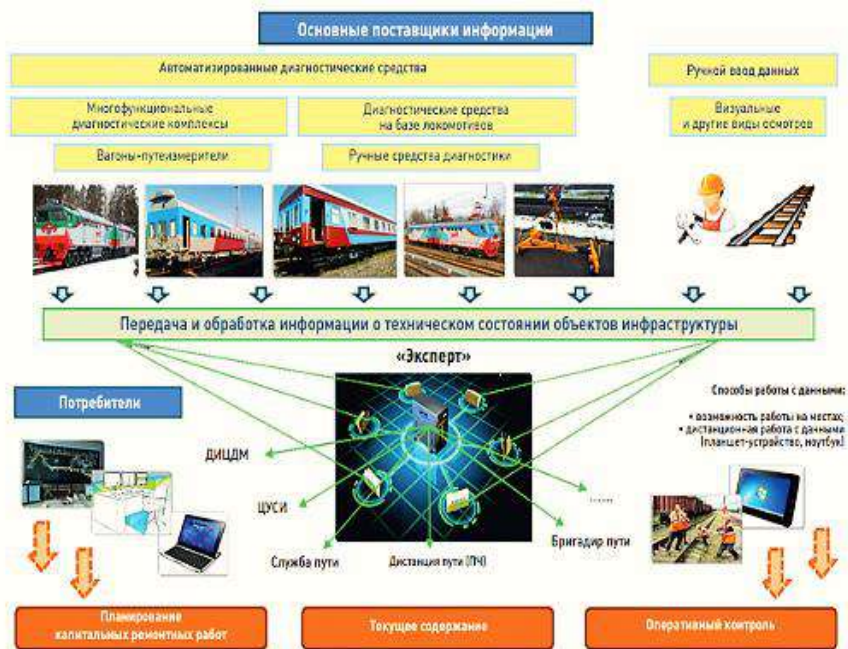 Основные поставщики информации
Автоматизированные диагностические средства
Ручной ввод данных
Многофункциональные
диагностические комплексы
Диагностические средства
на базе локомотивов
Визуальные
и другие виды осмотров
Вагоны-путеизмерители
Ручные средства диагностики
Передача и обработка информации о техническом состоянии объектов инфраструктуры
«Эксперт»
Потребители
Способы работы с данными:
• возможность работы на местах;
• дистанционная работа с данными
(планшет-устройство, ноутбук)
ДИЦДМ
ЦУСИ
Служба пути
Дистанция пути (ПЧ)
Бригадир пути
Планирование
капитальных ремонтных работ
Текущее содержание
Оперативный контроль